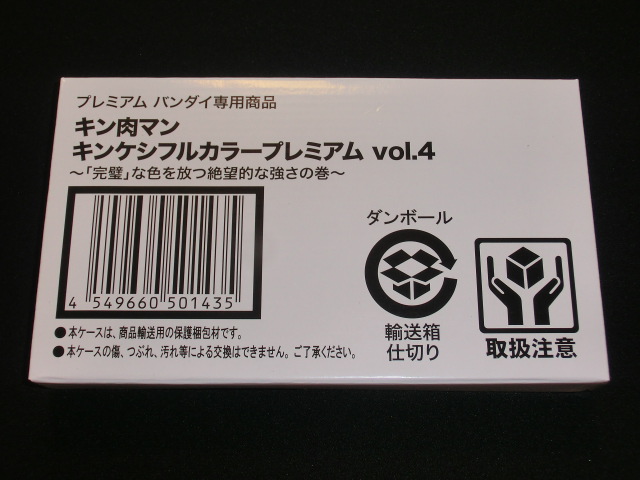 プレミアム バンダイ専用商品
キン肉マン
キンケシフルカラープレミアム vol.4
～「完璧」な色を放つ絶望的な強さの巻～
4 549660 501435
●本ケースは、商品輸送用の保護梱包材です。
●本ケースの傷、つぶれ、汚れ等による交換はできません。ご了承ください。
ダンボール
輸送箱
仕切り
取扱注意